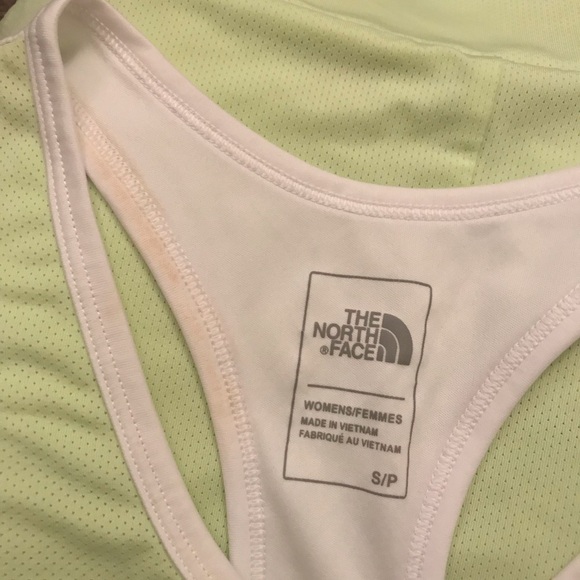 THE
NORTH
®FACE
WOMENS/FEMMES
MADE IN VIETNAM
FABRIQUÉ AU VIETNAM
S/P